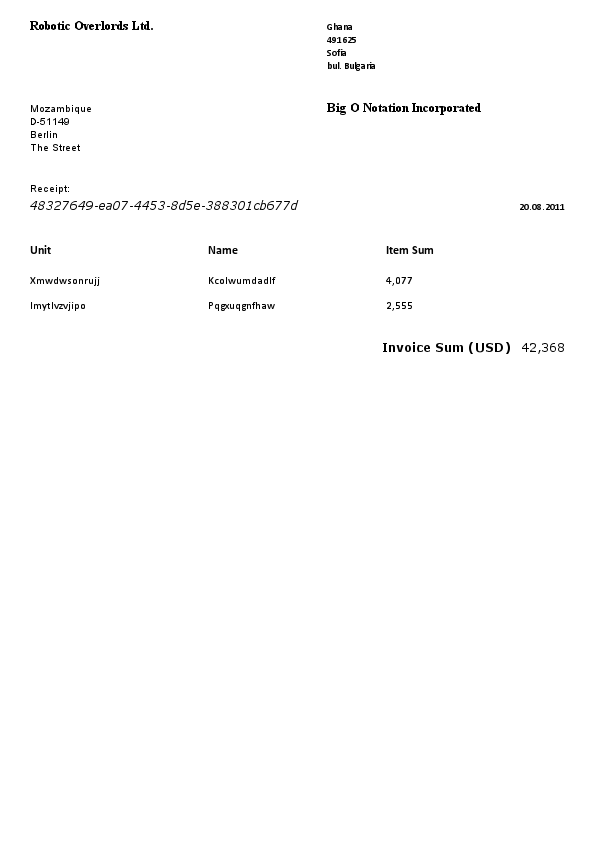 Robotic Overlords Ltd.
Ghana
491625
Sofia
bul. Bulgaria
Mozambique
D-51149
Berlin
The Street
Big O Notation Incorporated
Receipt:
48327649-ea07-4453-8d5e-388301cb677d
20.08.2011
Unit Name Item Sum
Xmwdwsonrujj Kcolwumdadlf 4,077
Imytlvzvjipo Pqgxuqgnfhaw 2,555
Invoice Sum (USD) 42,368